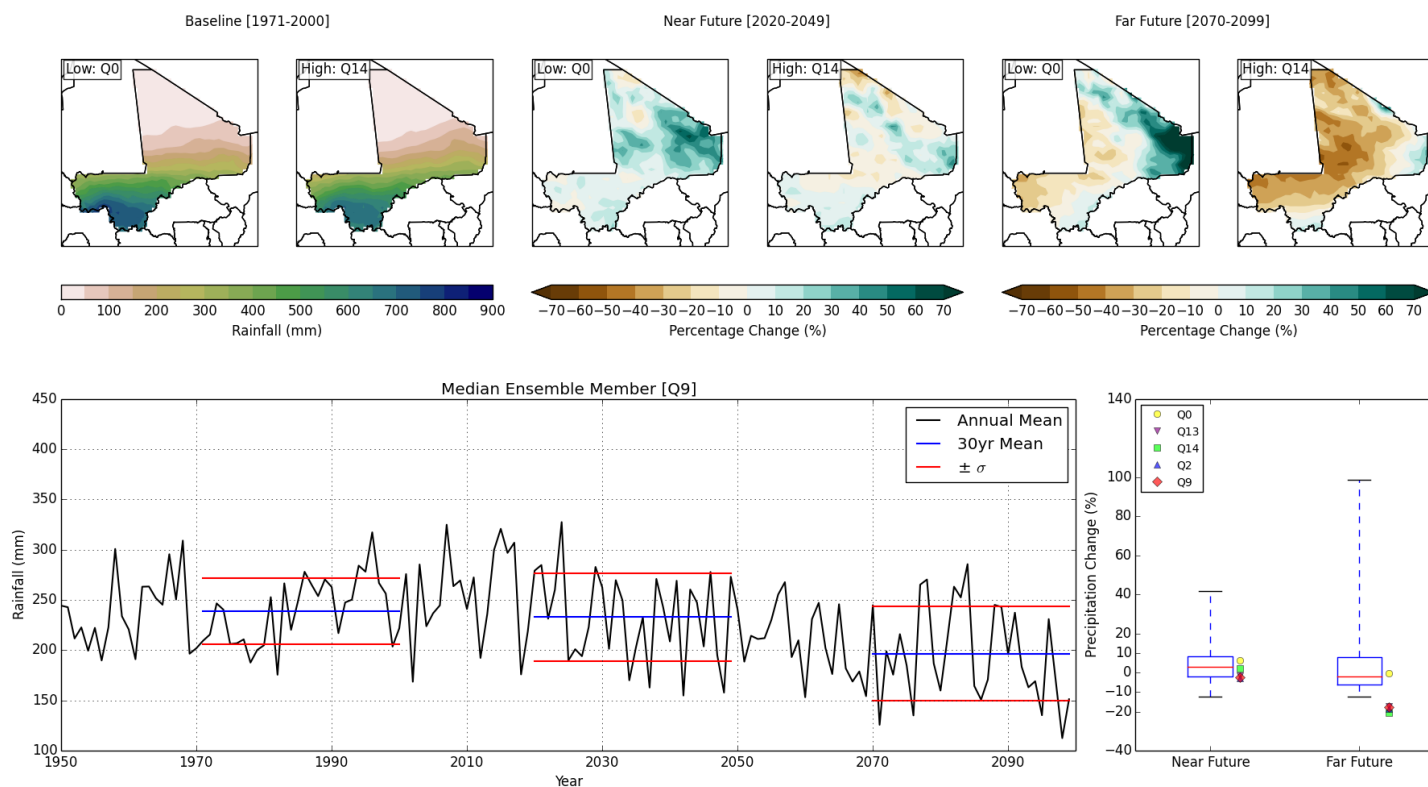 Baseline [1971-2000]
Near Future [2020-2049]
Far Future [2070-2099]
Low: Q0
High: Q14
Low: Q0
High: Q14
Low: Q0
High: Q14
0 100 200 300 400 500 600 700 800 900
Rainfall (mm)
−70 −60 −50 −40 −30 −20 −10 0 10 20 30 40 50 60 70
Percentage Change (%)
−70 −60 −50 −40 −30 −20 −10 0 10 20 30 40 50 60 70
Percentage Change (%)
Median Ensemble Member [Q9]
450
400
350
300
250
200
150
100
Rainfall (mm)
Annual Mean
30yr Mean
± σ
1950 1970 1990 2010 2030 2050 2070 2090
Year
140
100
80
60
40
20
10
0
−10
−20
−40
Precipitation Change (%)
Q0
Q13
Q14
Q2
Q9
Near Future
Far Future